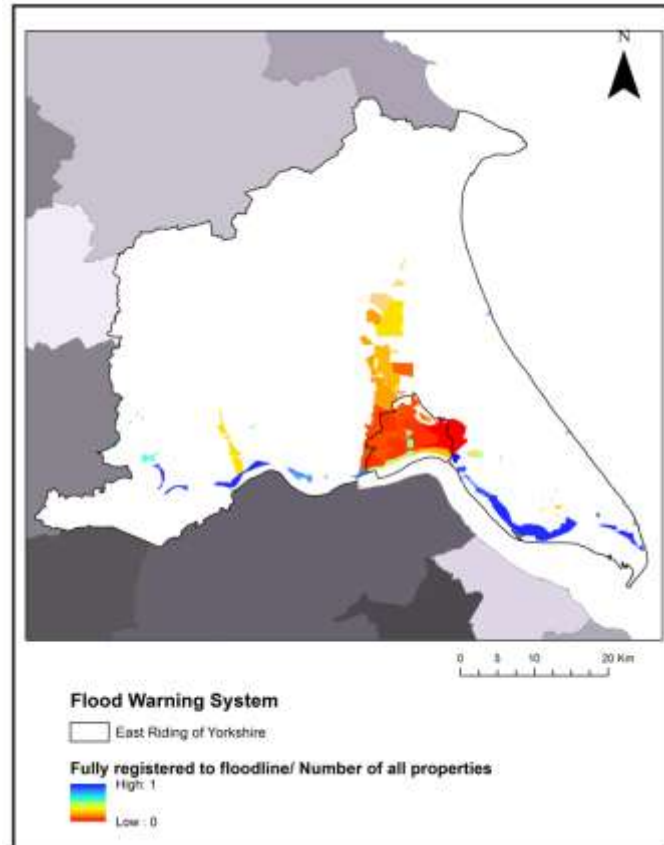 N
0 5 10 20 Km
Flood Warning System
East Riding of Yorkshire
Fully registered to floodline/ Number of all properties
High: 1
Low : 0